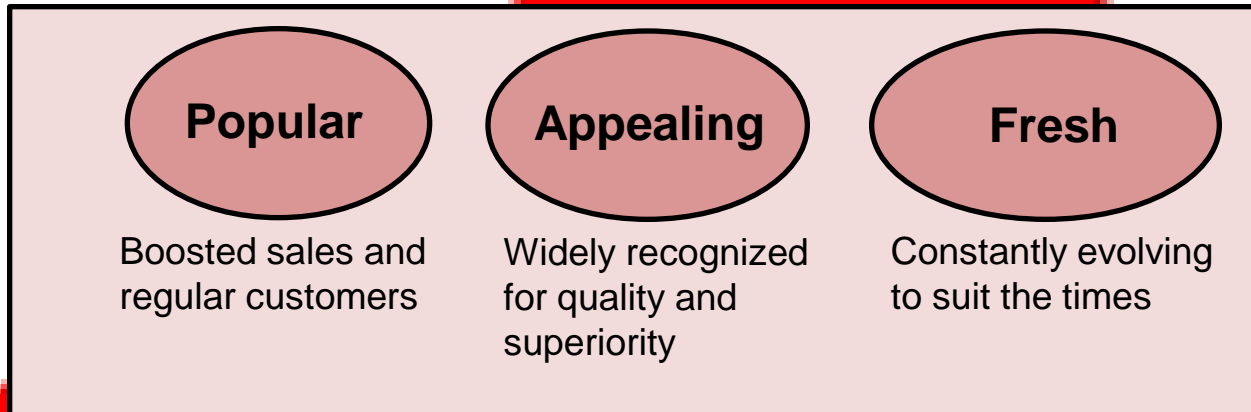 Popular
Boosted sales and
regular customers
Appealing
Widely recognized
for quality and
superiority
Fresh
Constantly evolving
to suit the times